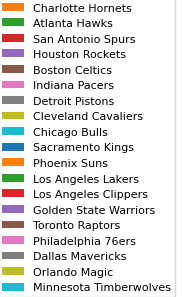 Charlotte Hornets
Atlanta Hawks
San Antonio Spurs
Houston Rockets
Boston Celtics
Indiana Pacers
Detroit Pistons
Cleveland Cavaliers
Chicago Bulls
Sacramento Kings
Phoenix Suns
Los Angeles Lakers
Los Angeles Clippers
Golden State Warriors
Toronto Raptors
Philadelphia 76ers
Dallas Mavericks
Orlando Magic
Minnesota Timberwolves